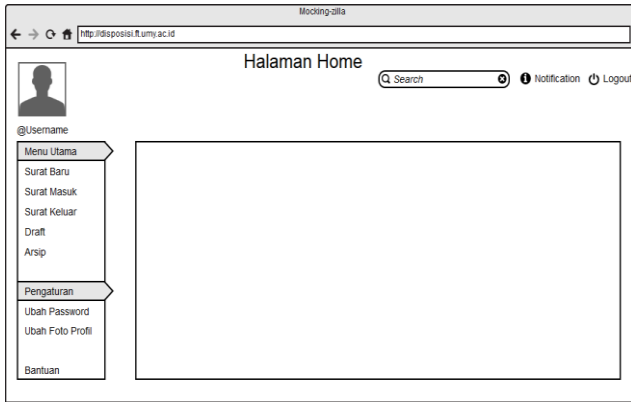 Mocking-zilla
http://disposisi.ft.umy.ac.id
Halaman Home
Search
Notification
Logout
@Username
Menu Utama
Surat Baru
Surat Masuk
Surat Keluar
Draft
Arsip
Pengaturan
Ubah Password
Ubah Foto Profil
Bantuan